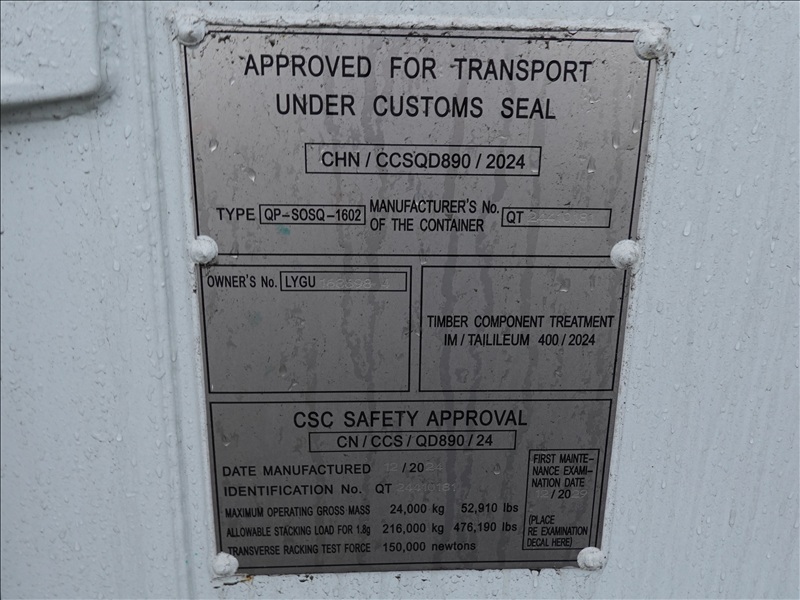 APPROVED FOR TRANSPORT
UNDER CUSTOMS SEAL
CHN / CCSQD890 / 2024
TYPE QP-SOSQ-1602 MANUFACTURER'S No. OF THE CONTAINER QT
OWNER'S No. LYGU
TIMBER COMPONENT TREATMENT
IM / TAILILEUM 400 / 2024
CSC SAFETY APPROVAL
CN / CCS / QD890 / 24
DATE MANUFACTURED 12 / 20
IDENTIFICATION No. QT
MAXIMUM OPERATING GROSS MASS 24,000 kg 52,910 lbs
ALLOWABLE STACKING LOAD FOR 1.8g 216,000 kg 476,190 lbs
TRANSVERSE RACKING TEST FORCE 150,000 newtons
FIRST MAINTE-
NANCE EXAMI-
NATION DATE
/ 20
(PLACE
RE EXAMINATION
DECAL HERE)